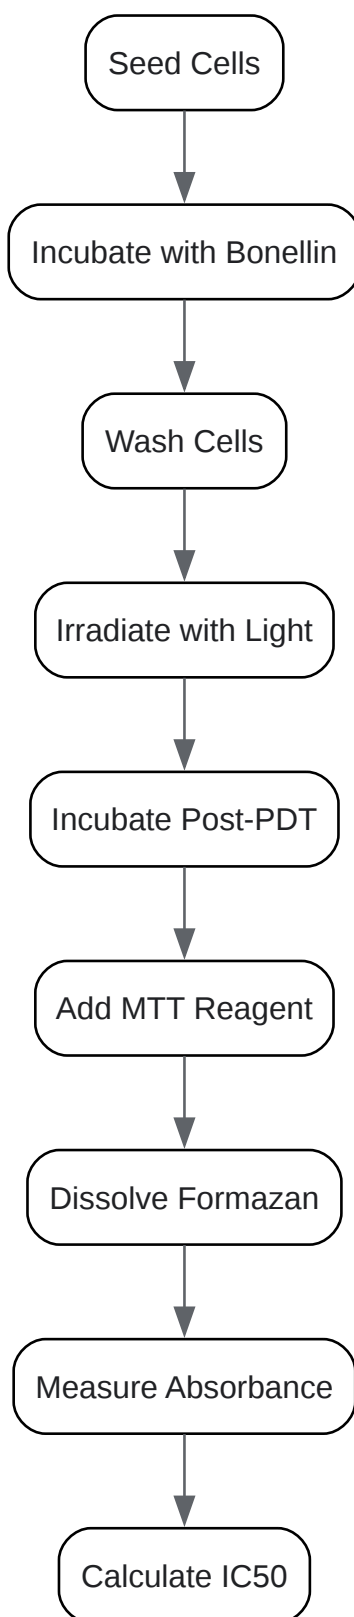 Seed Cells
Incubate with Bonellin
Wash Cells
Irradiate with Light
Incubate Post-PDT
Add MTT Reagent
Dissolve Formazan
Measure Absorbance
Calculate IC50